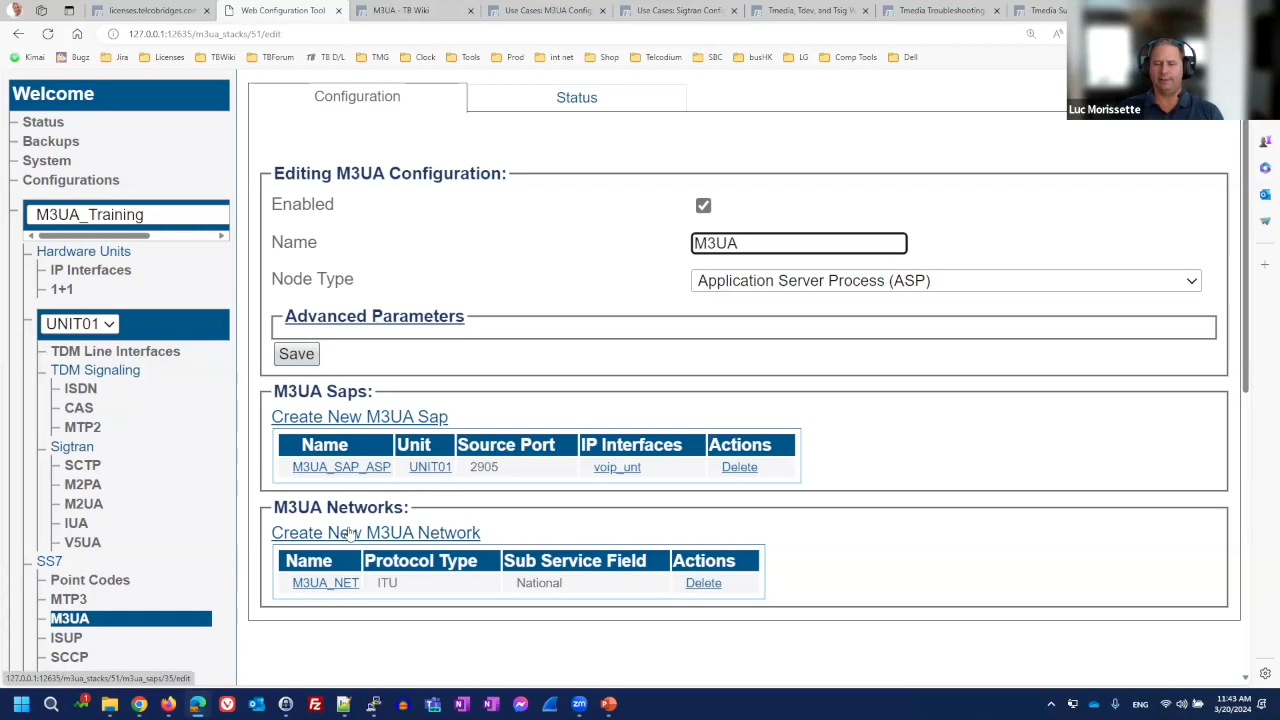 Issues.config
telcobridges.com
Web Toolkit Configuration Tool
TMG Webinars
Use Cases: M3UA Config
Use Cases Sigtran Config
Tmedia, Tdev, and Tsig W
Tmedia Troubleshooting
Tmedia Su
127.0.0.1:12635/m3ua_stacks/51/edit
Kimai
Bugz
Jira
Licenses
TBWiki
TBForum
TB D/L
TMG
Clock
Tools
Prod
int net
Shop
Telcodium
SBC
busHK
LG
Comp Tools
Dell
Luc Morissette
Welcome
Status
Backups
System
Configurations
M3UA_Training
Hardware Units
IP Interfaces
1+1
UNIT01
TDM Line Interfaces
TDM Signaling
ISDN
CAS
MTP2
Sigtran
SCTP
M2PA
M2UA
IUA
V5UA
SS7
Point Codes
MTP3
M3UA
ISUP
SCCP
Configuration
Status
Editing M3UA Configuration:
Enabled
Name
M3UA
Node Type
Application Server Process (ASP)
Advanced Parameters
Save
M3UA Saps:
Create New M3UA Sap
Name Unit Source Port IP Interfaces Actions
M3UA_SAP_ASP UNIT01 2905 voip_unt Delete
M3UA Networks:
Create New M3UA Network
Name Protocol Type Sub Service Field Actions
M3UA_NET ITU National Delete
127.0.0.1:12635/m3ua_stacks/51/m3ua_saps/35/edit
ENG
11:43 AM
3/20/2024